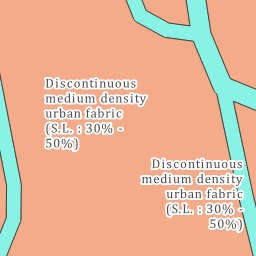 Discontinuous
medium density
urban fabric
(S.L. : 30% -
50%)
Discontinuous
medium density
urban fabric
(S.L. : 30% -
50%)